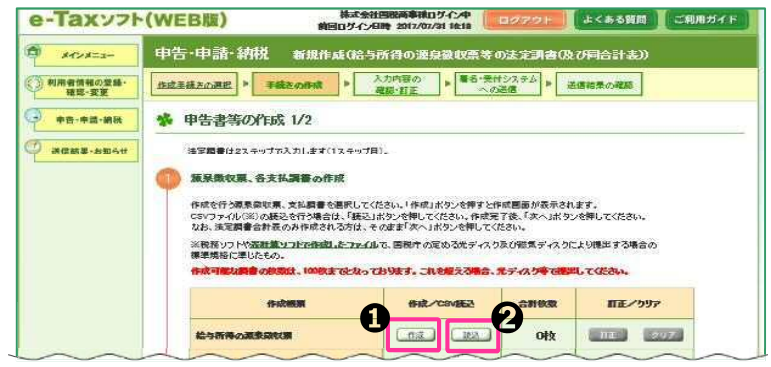 e-Taxソフト(WEB版)
株式会社国税商事様ログイン中
前回ログイン日時 2017/07/31 16:18
ログアウト
よくある質問
ご利用ガイド
メインメニュー
利用者情報の登録・
確認・変更
申告・申請・納税
送信結果・お知らせ
申告・申請・納税 新規作成(給与所得の源泉徴収票等の法定調書(及び同合計表))
作成手続きの選択
手続きの作成
入力内容の
確認・訂正
署名・受付システム
への送信
送信結果の確認
申告書等の作成 1/2
法定調書は2ステップで入力します(1ステップ目)。
1
源泉徴収票、各支払調書の作成
作成を行う源泉徴収票、支払調書を選択してください。「作成」ボタンを押すと作成画面が表示されます。
CSVファイル(※)の読込を行う場合は、「読込」ボタンを押してください。作成完了後、「次へ」ボタンを押してください。
なお、法定調書合計表のみ作成される方は、そのまま「次へ」ボタンを押してください。
※税務ソフトや表計算ソフトで作成したファイルで、国税庁の定める光ディスク及び磁気ディスクにより提出する場合の
標準規格に準じたもの。
作成可能な調書の枚数は、100枚までとなっております。これを超える場合、光ディスク等で提出してください。
作成帳票
作成/CSV読込
合計枚数
訂正/クリア
1
2
給与所得の源泉徴収票
作成
読込
0枚
訂正
クリア